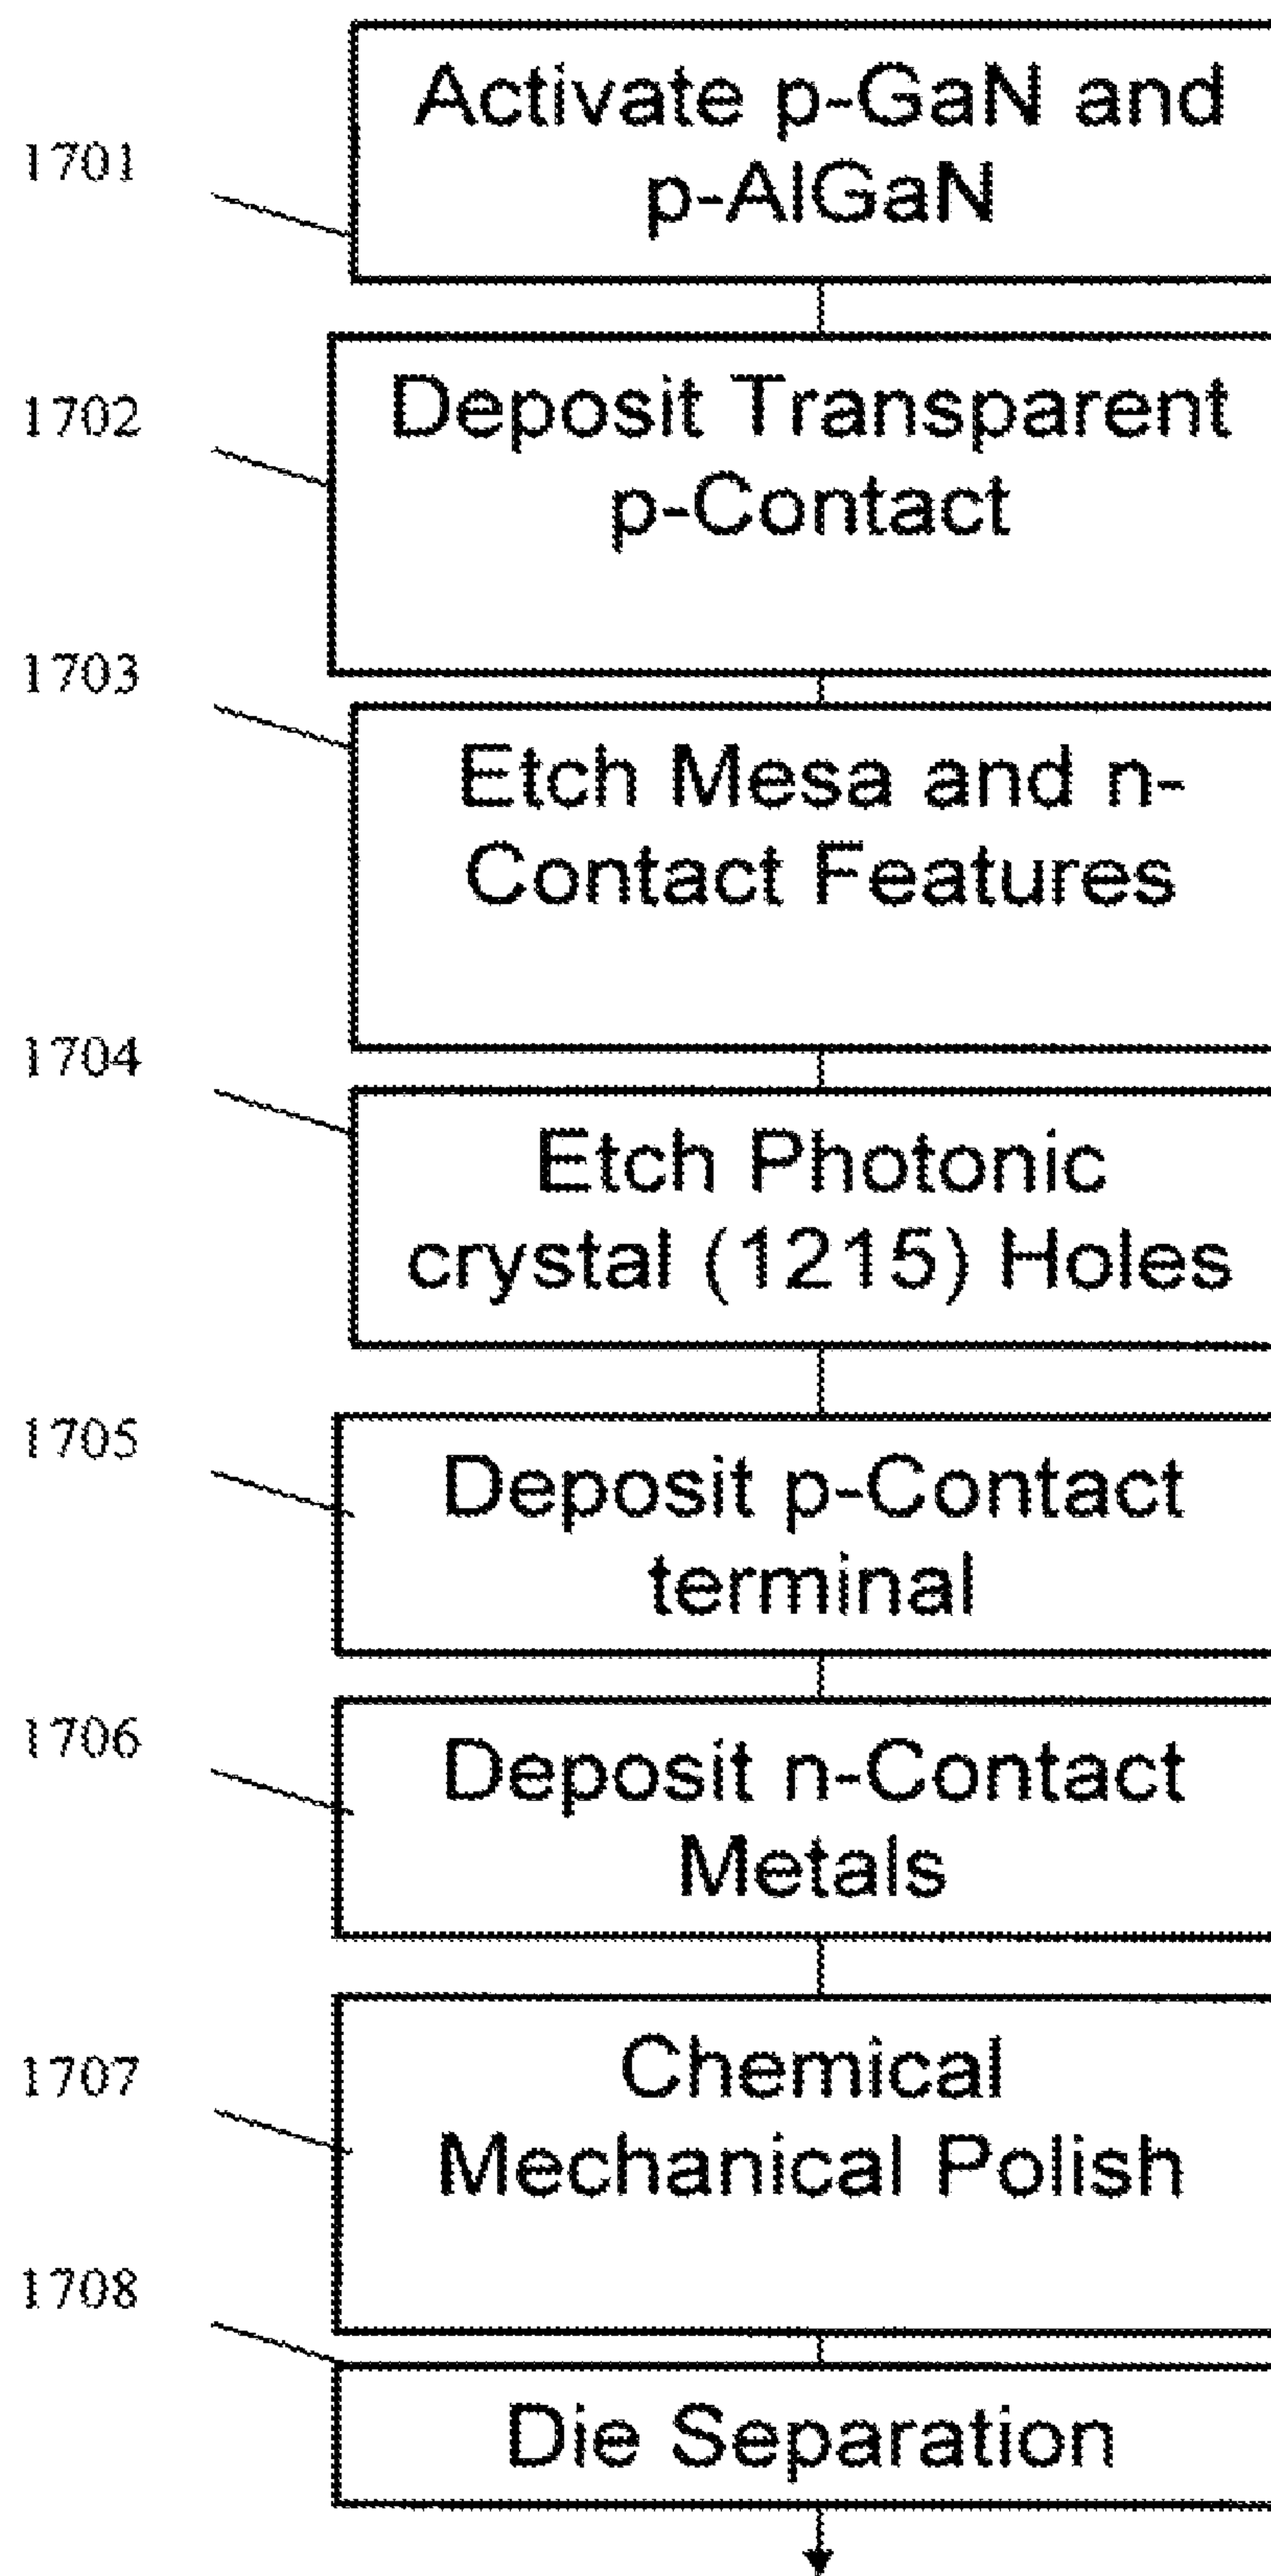 1701
Activate p-GaN and
p-AlGaN
1702
Deposit Transparent
p-Contact
1703
Etch Mesa and n-
Contact Features
1704
Etch Photonic
crystal (1215) Holes
1705
Deposit p-Contact
terminal
1706
Deposit n-Contact
Metals
1707
Chemical
Mechanical Polish
1708
Die Separation